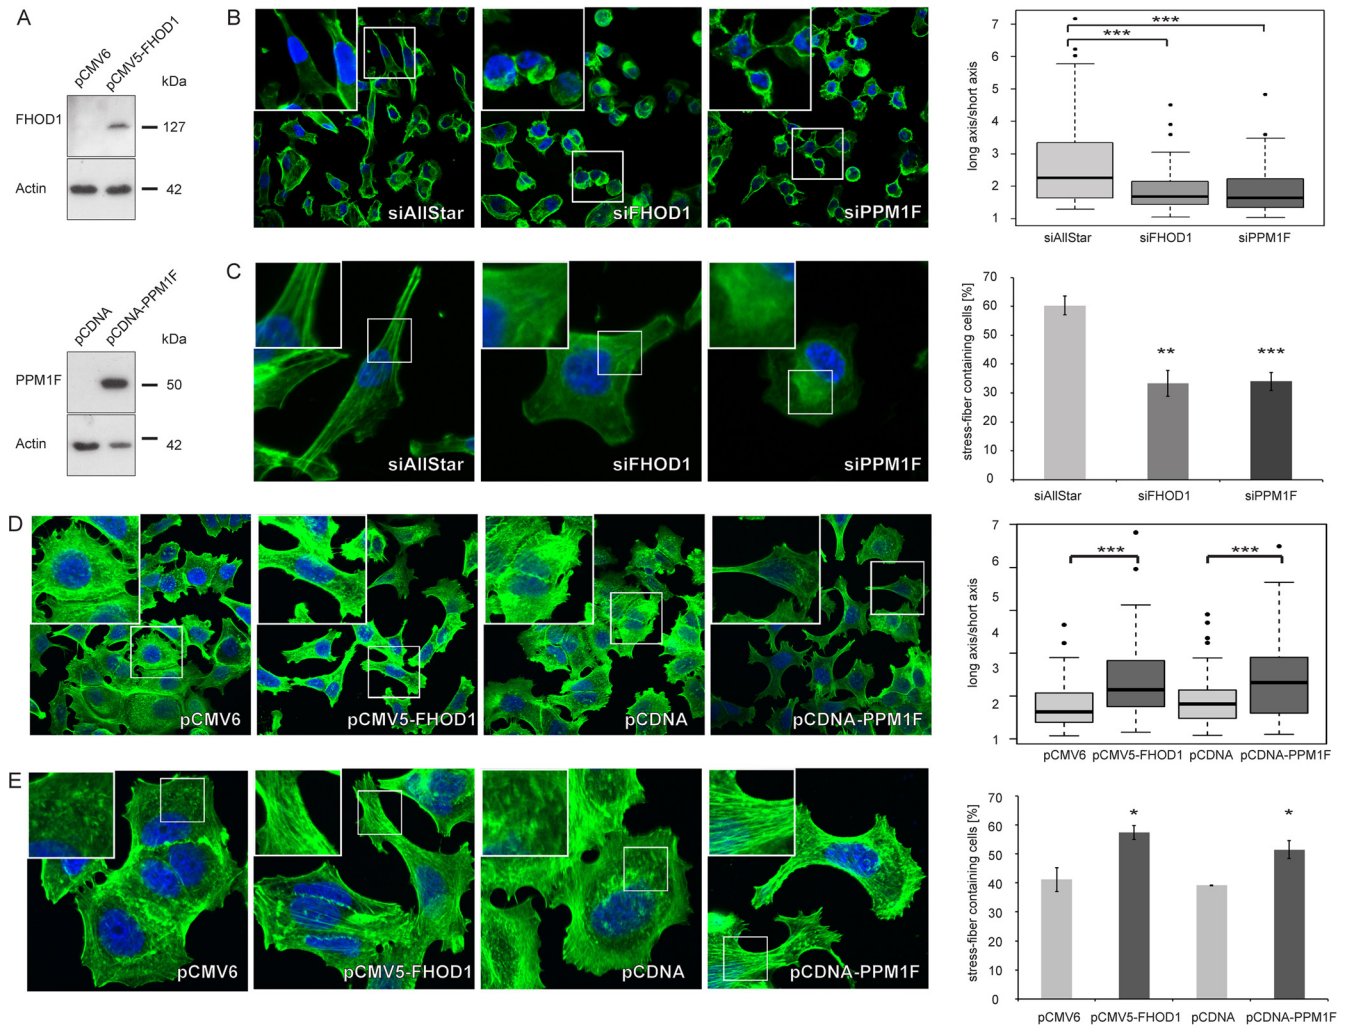 A
pCMV6
pCMV5-FHOD1
kDa
FHOD1
127
Actin
42
pCDNA
pCDNA-PPM1F
kDa
PPM1F
50
Actin
42
B
siAllStar
siFHOD1
siPPM1F
long axis/short axis
7
6
5
4
3
2
1
***
***
siAllStar
siFHOD1
siPPM1F
C
siAllStar
siFHOD1
siPPM1F
stress-fiber containing cells [%]
70
60
50
40
30
20
10
0
**
***
siAllStar
siFHOD1
siPPM1F
D
pCMV6
pCMV5-FHOD1
pCDNA
pCDNA-PPM1F
long axis/short axis
7
6
5
4
3
2
1
***
***
pCMV6
pCMV5-FHOD1
pCDNA
pCDNA-PPM1F
E
pCMV6
pCMV5-FHOD1
pCDNA
pCDNA-PPM1F
stress-fiber containing cells [%]
70
60
50
40
30
20
10
0
*
*
pCMV6
pCMV5-FHOD1
pCDNA
pCDNA-PPM1F